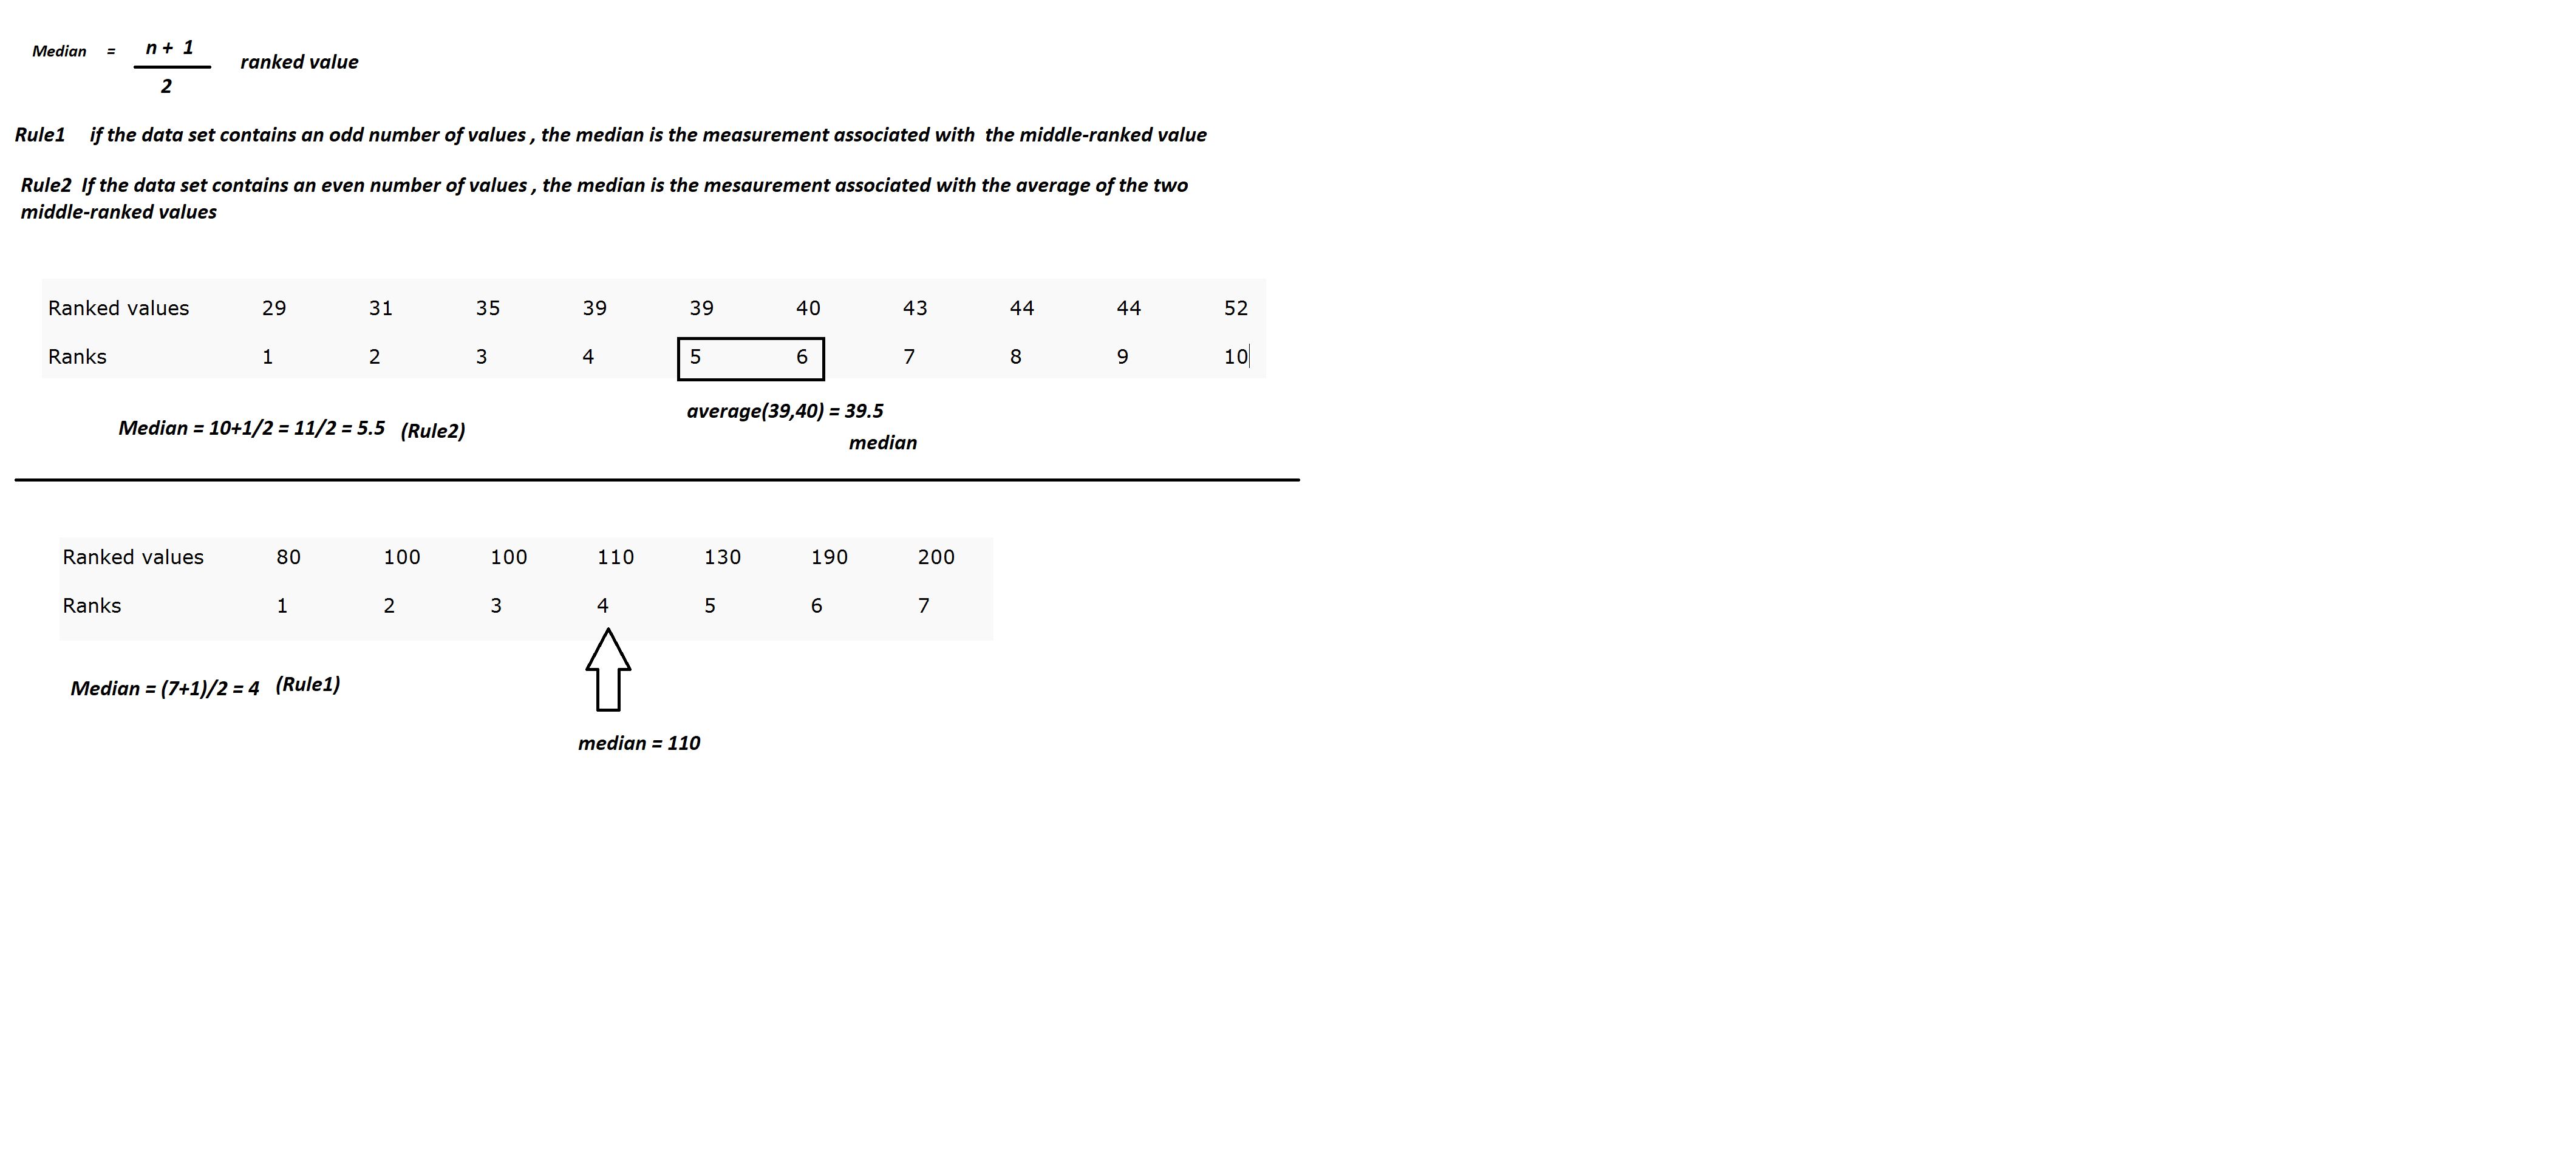 Median = n + 1
2
ranked value
Rule1 if the data set contains an odd number of values , the median is the measurement associated with the middle-ranked value
Rule2 If the data set contains an even number of values , the median is the mesaurement associated with the average of the two
middle-ranked values
Ranked values 29 31 35 39 39 40 43 44 44 52
Ranks 1 2 3 4 5 6 7 8 9 10
Median = 10+1/2 = 11/2 = 5.5 (Rule2)
average(39,40) = 39.5
median
Ranked values 80 100 100 110 130 190 200
Ranks 1 2 3 4 5 6 7
Median = (7+1)/2 = 4 (Rule1)
median = 110